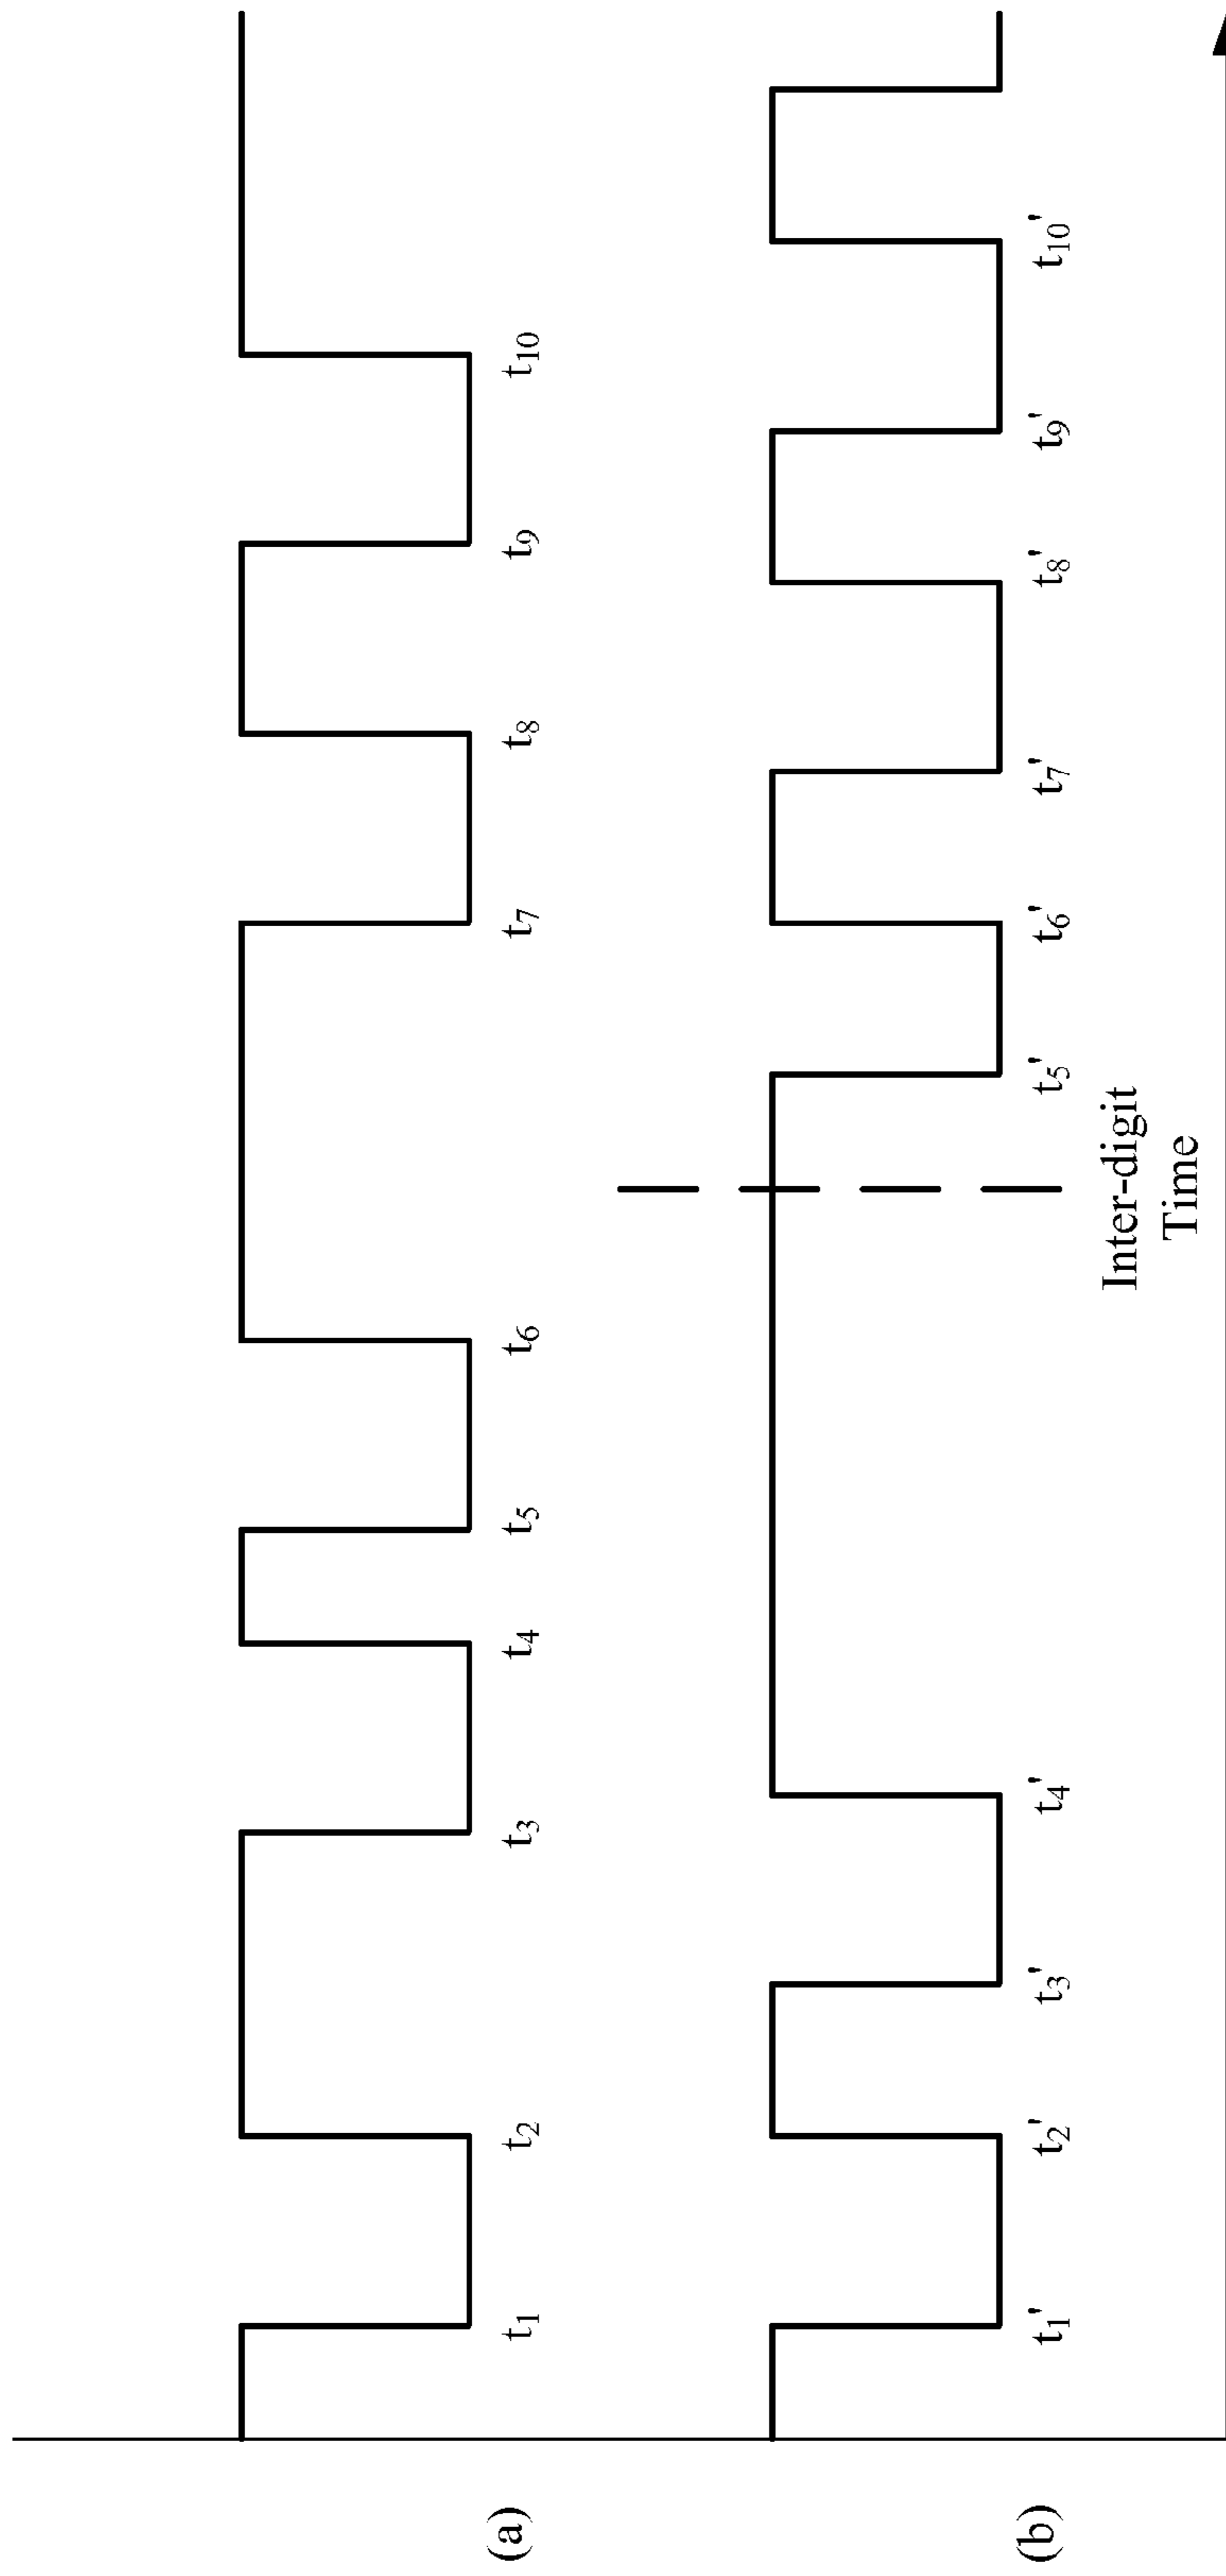 (a)
t1 t2 t3 t4 t5 t6 t7 t8 t9 t10
(b)
t1' t2' t3' t4' t5' t6' t7' t8' t9' t10'
Inter-digit
Time